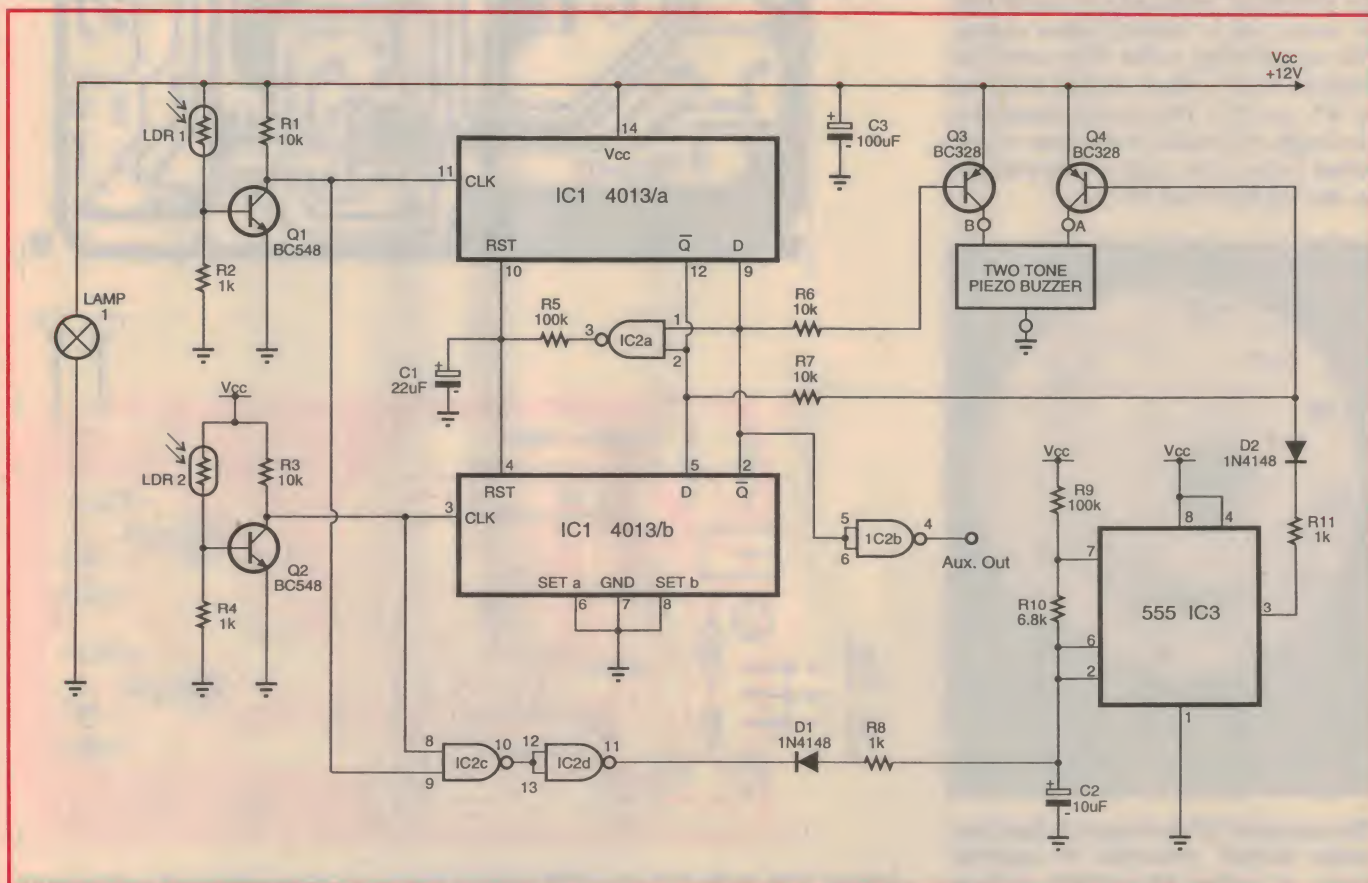 Vcc
+12V
LDR 1
R1
10k
14
Vcc
11
CLK
IC1 4013/a
RST
Q̅
D
10
12
9
+
-
C3
100uF
Q3
BC328
Q4
BC328
B
A
TWO TONE
PIEZO BUZZER
Q1
BC548
R2
1k
LAMP
1
R5
100k
3
IC2a
1
2
R6
10k
R7
10k
+
-
C1
22uF
Vcc
LDR 2
R3
10k
4
5
2
RST
D
Q̅
3
CLK
IC1 4013/b
Q2
BC548
SET a
GND
SET b
6
7
8
R4
1k
5
6
1C2b
4
Aux. Out
Vcc
R9
100k
Vcc
8
4
D2
1N4148
R11
1k
7
R10
6.8k
555 IC3
3
6
2
1
8
9
IC2c
10
12
13
IC2d
11
D1
1N4148
R8
1k
+
-
C2
10uF